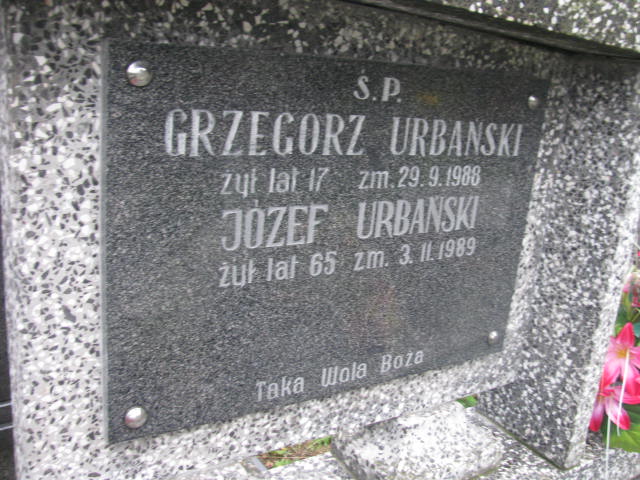 Ś.P.
GRZEGORZ URBAŃSKI
żył lat 17 zm. 29.9.1988
JÓZEF URBAŃSKI
żył lat 65 zm. 3.11.1989
Taka Wola Boża